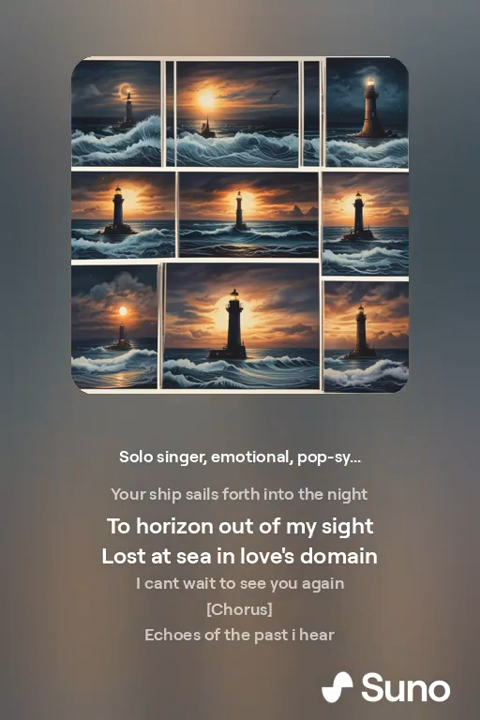 Solo singer, emotional, pop-sy...
Your ship sails forth into the night
To horizon out of my sight
Lost at sea in love's domain
I cant wait to see you again
[Chorus]
Echoes of the past i hear
Suno